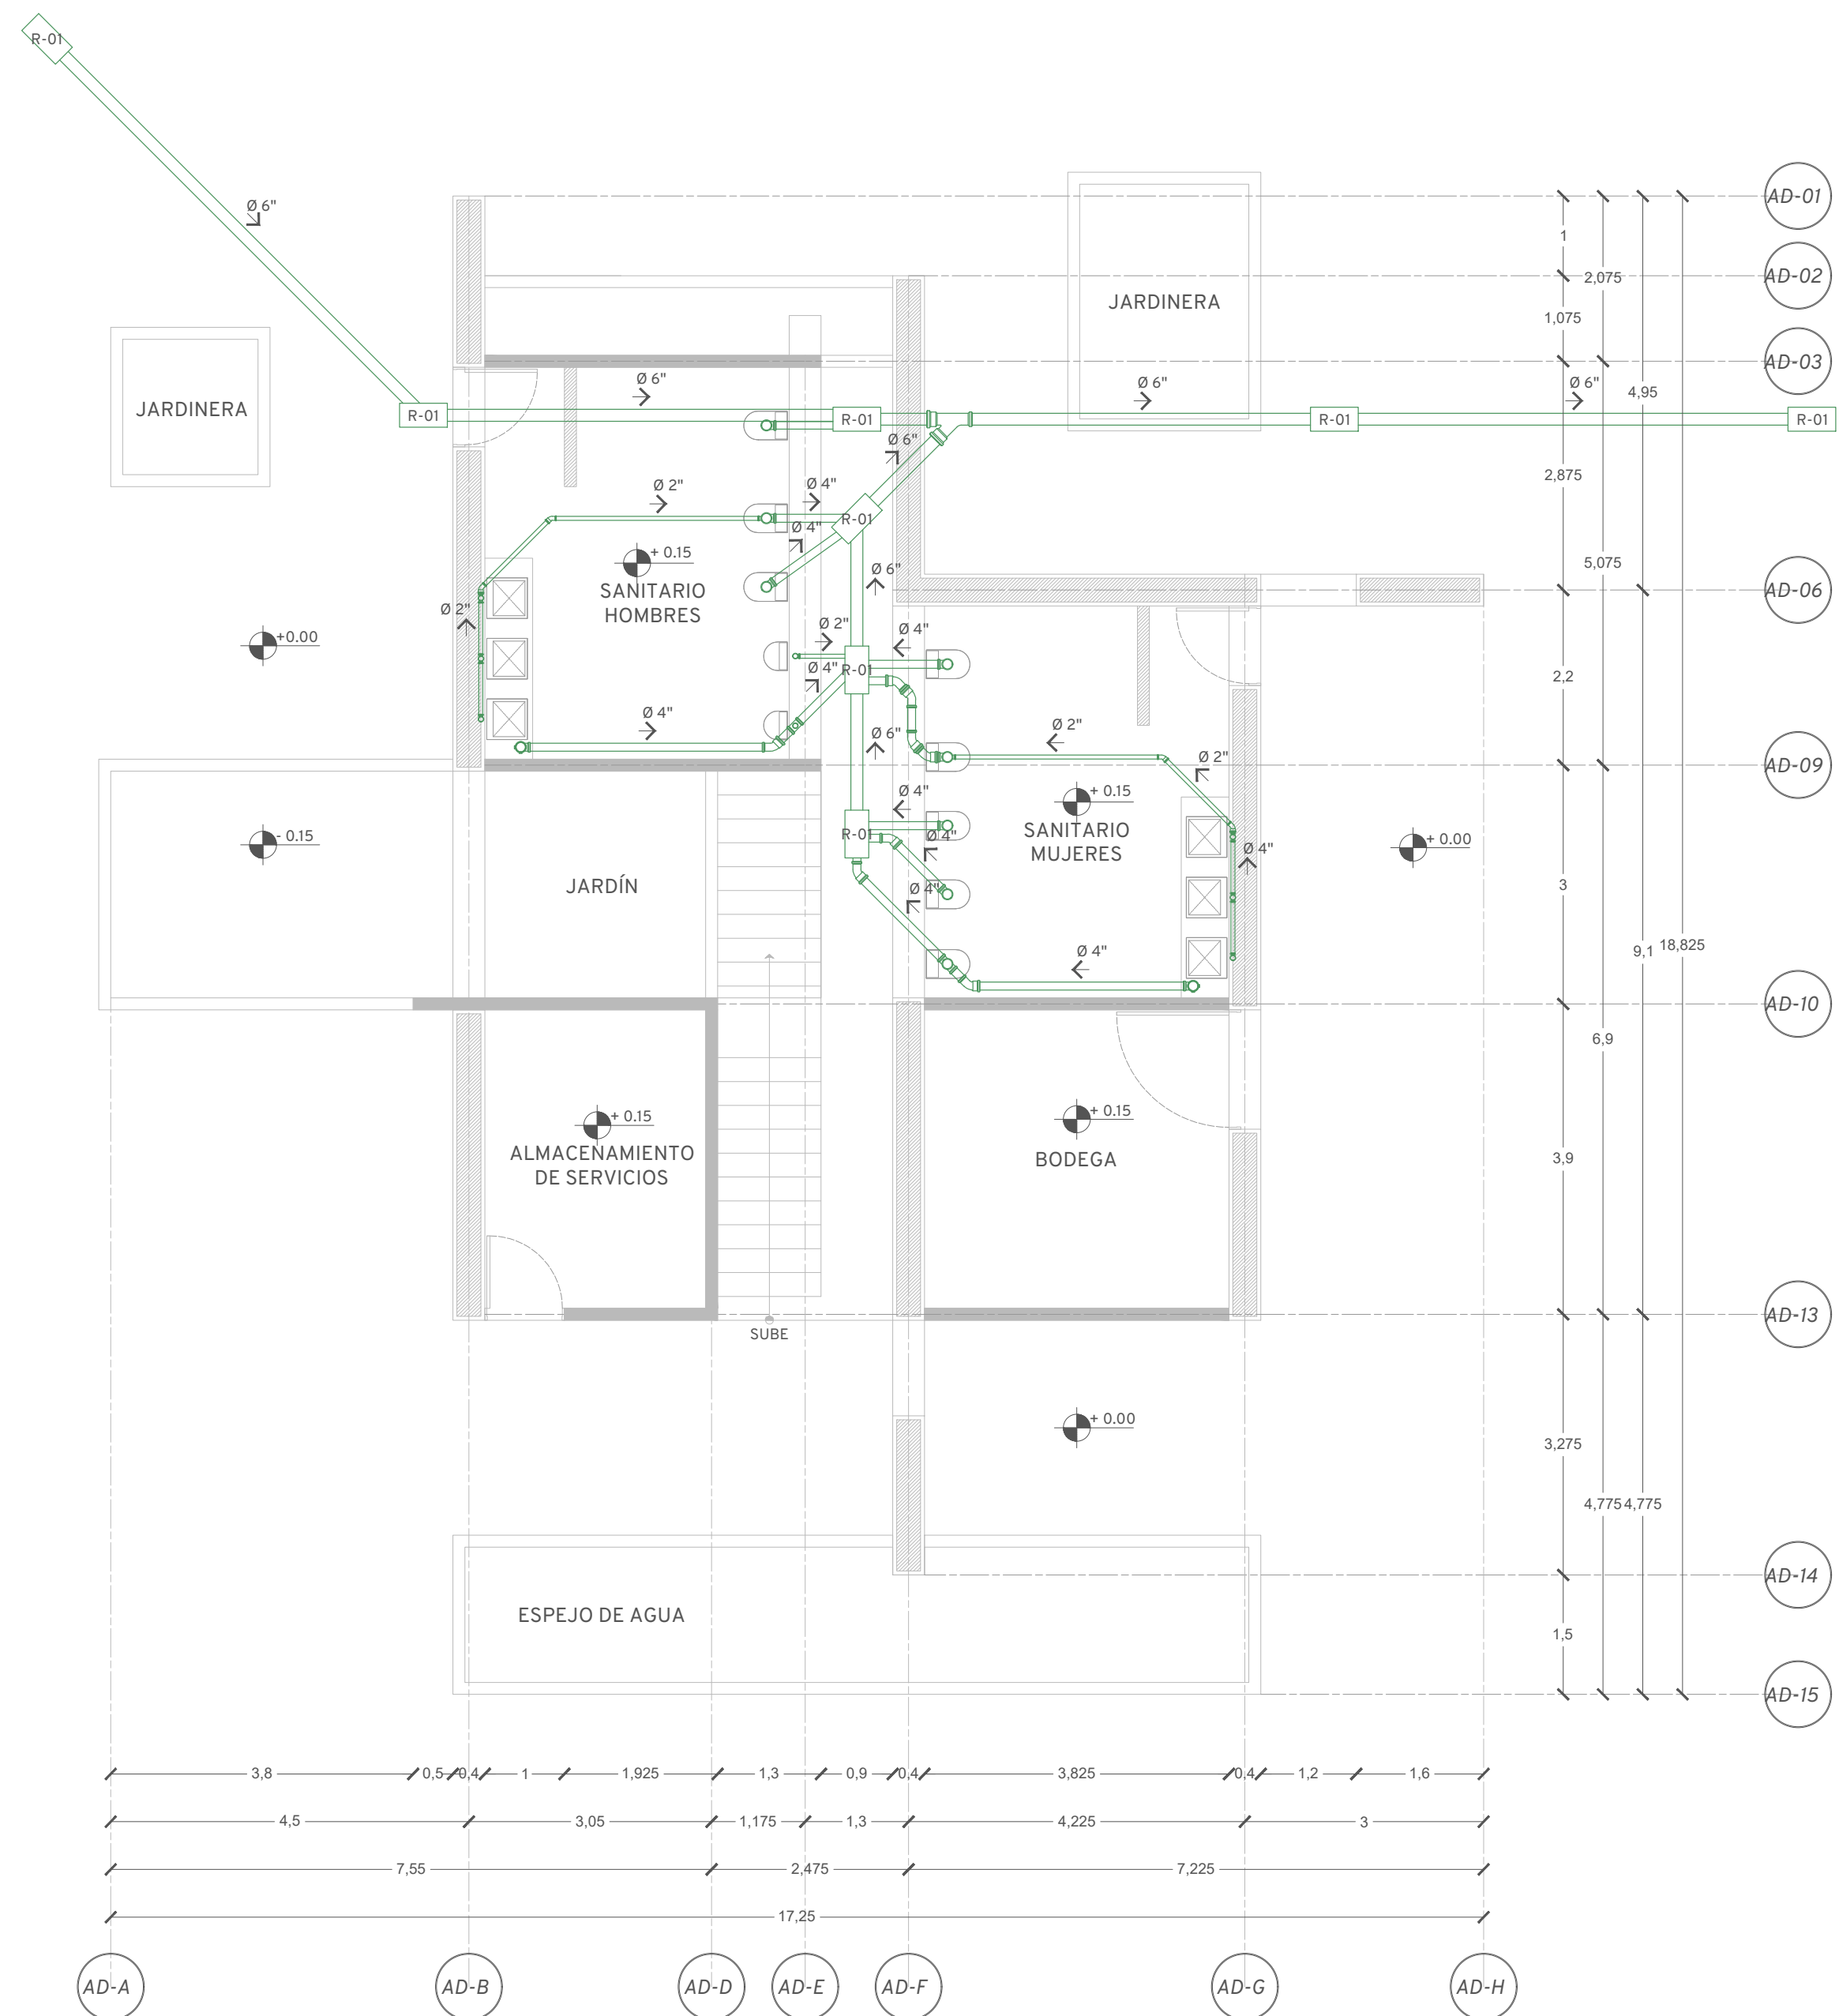 R-01
Ø 6"
AD-01
1
AD-02
2,075
JARDINERA
1,075
AD-03
Ø 6"
Ø 6"
Ø 6"
4,95
JARDINERA
R-01
R-01
R-01
R-01
Ø 6"
2,875
Ø 2"
Ø 4"
R-01
Ø 4"
+ 0.15
5,075
Ø 6"
SANITARIO
HOMBRES
AD-06
Ø 2"
Ø 2"
Ø 4"
+0.00
R-01
Ø 4"
2,2
Ø 4"
Ø 2"
Ø 6"
Ø 2"
AD-09
+ 0.15
Ø 4"
SANITARIO
MUJERES
- 0.15
R-01
Ø 4"
Ø 4"
+ 0.00
JARDÍN
Ø 4"
3
Ø 4"
9,1
18,825
AD-10
6,9
+ 0.15
ALMACENAMIENTO
DE SERVICIOS
+ 0.15
BODEGA
3,9
AD-13
SUBE
+ 0.00
3,275
4,775
4,775
AD-14
ESPEJO DE AGUA
1,5
AD-15
3,8
0,5
0,4
1
1,925
1,3
0,9
0,4
3,825
0,4
1,2
1,6
4,5
3,05
1,175
1,3
4,225
3
7,55
2,475
7,225
17,25
AD-A
AD-B
AD-D
AD-E
AD-F
AD-G
AD-H